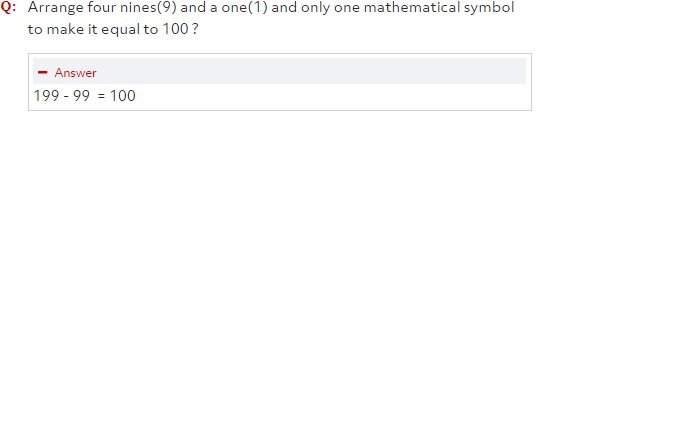 Q: Arrange four nines(9) and a one(1) and only one mathematical symbol
to make it equal to 100 ?
− Answer
199 - 99 = 100